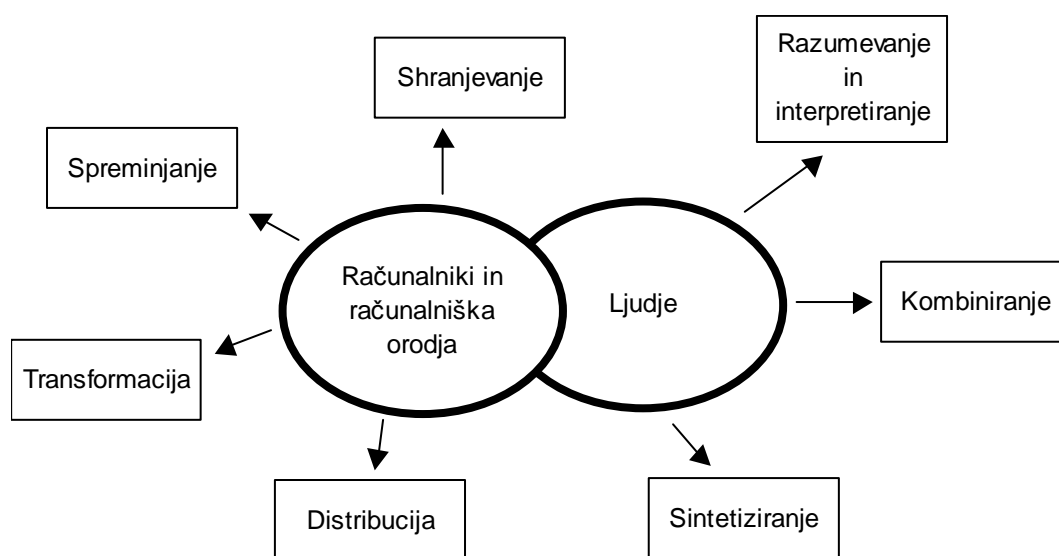 Razumevanje
in
interpretiranje
Shranjevanje
Spreminjanje
Računalniki in
računalniška
orodja
Ljudje
Kombiniranje
Transformacija
Distribucija
Sintetiziranje